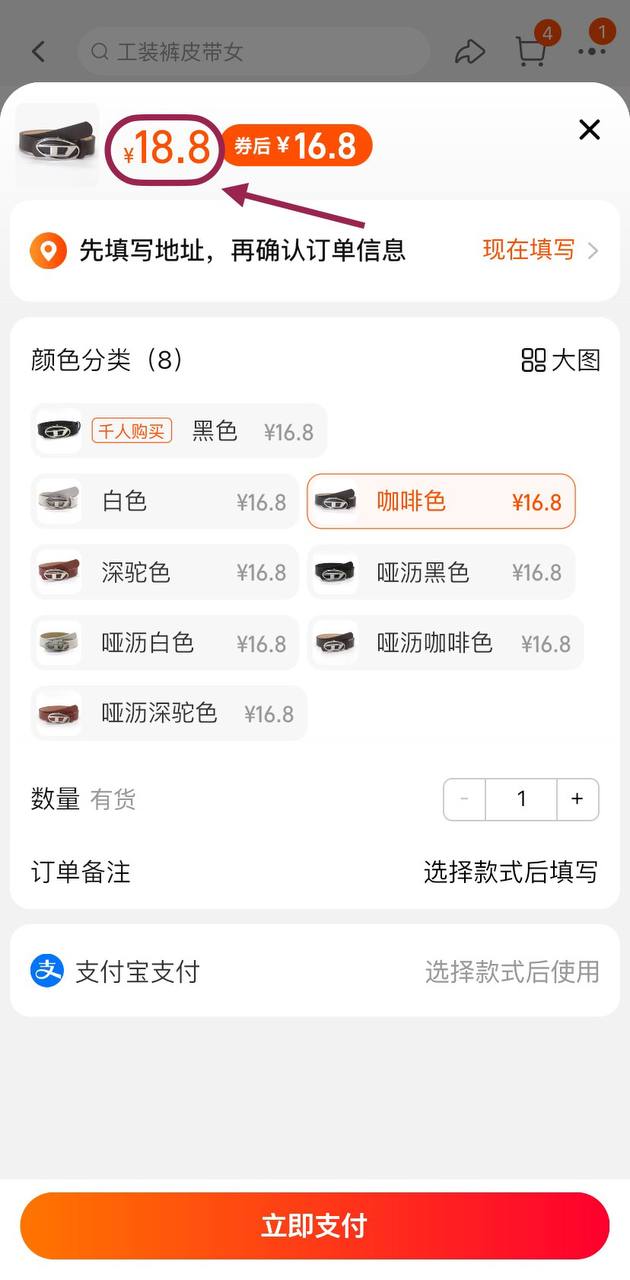 工装裤皮带女
4
1
¥18.8 券后 ¥16.8
先填写地址，再确认订单信息 现在填写
颜色分类（8） 大图
千人购买 黑色 ¥16.8
白色 ¥16.8 咖啡色 ¥16.8
深驼色 ¥16.8 哑沥黑色 ¥16.8
哑沥白色 ¥16.8 哑沥咖啡色 ¥16.8
哑沥深驼色 ¥16.8
数量 有货 - 1 +
订单备注 选择款式后填写
支 支付宝支付 选择款式后使用
立即支付